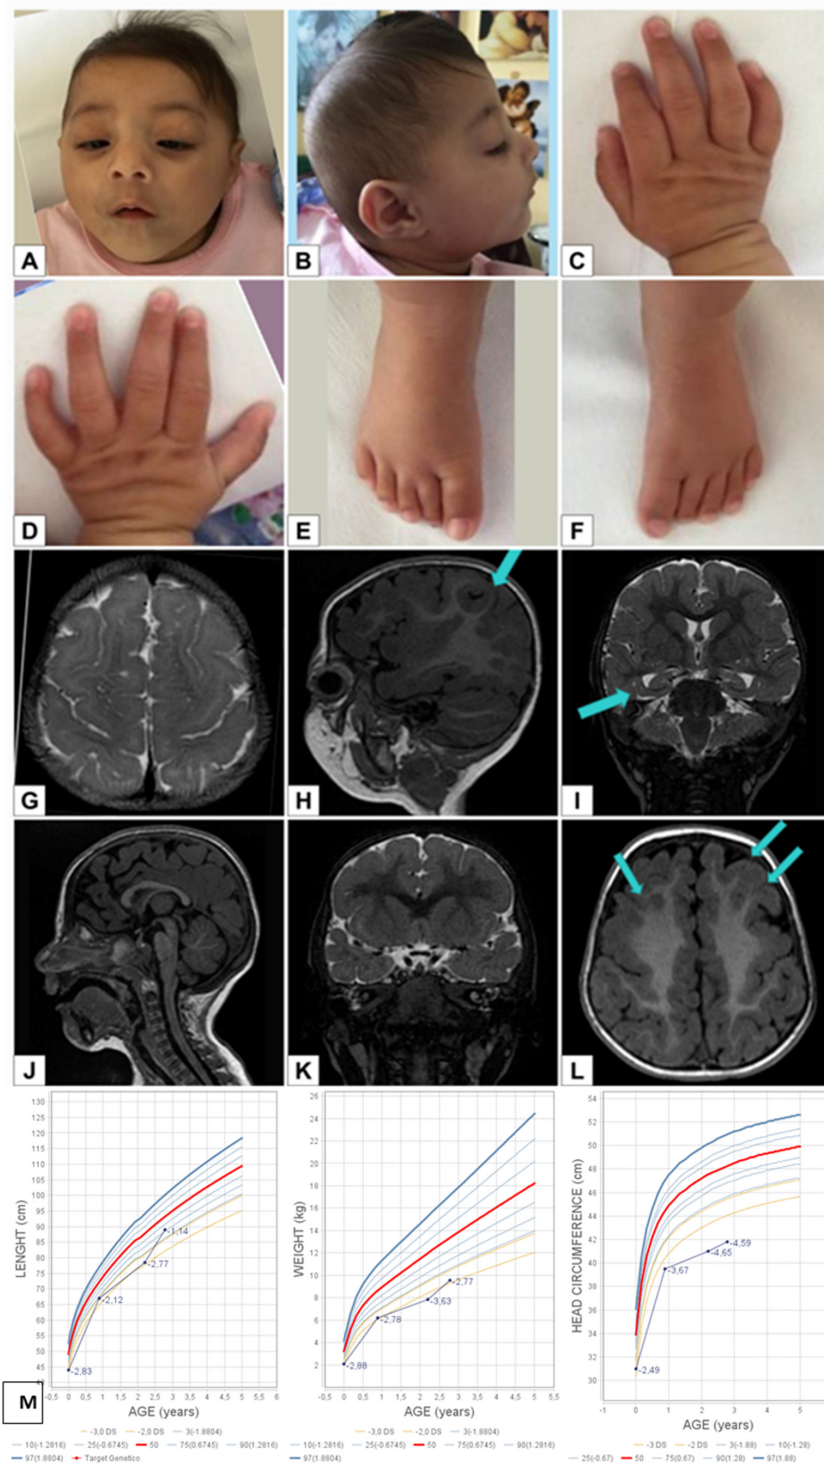 A
B
C
D
E
F
G
H
I
J
K
L
M
LENGHT (cm)
130
125
120
115
110
105
100
95
90
85
80
75
70
65
60
55
50
45
-2,83
-2,12
-2,77
-1,14
-0,5 0 0,5 1 1,5 2 2,5 3 3,5 4 4,5 5 5,5 6
AGE (years)
-3,0 DS -2,0 DS 3(-1.8804)
10(-1.2816) 25(-0.6745) 50 75(0.6745) 90(1.2816)
97(1.8804) Target Genetico
WEIGHT (kg)
26
24
22
20
18
16
14
12
10
8
6
4
2
-2,88
-2,78
-3,63
-2,77
-0,5 0 0,5 1 1,5 2 2,5 3 3,5 4 4,5 5 5,5
AGE (years)
-3,0 DS -2,0 DS 3(-1.8804)
10(-1.2816) 25(-0.6745) 50 75(0.6745) 90(1.2816)
97(1.8804)
HEAD CIRCUMFERENCE (cm)
54
52
50
48
46
44
42
40
38
36
34
32
30
-2,49
-3,67
-4,65
-4,59
-1 0 1 2 3 4 5
AGE (years)
-3 DS -2 DS 3(-1.88) 10(-1.28)
25(-0.67) 50 75(0.67) 90(1.28) 97(1.88)